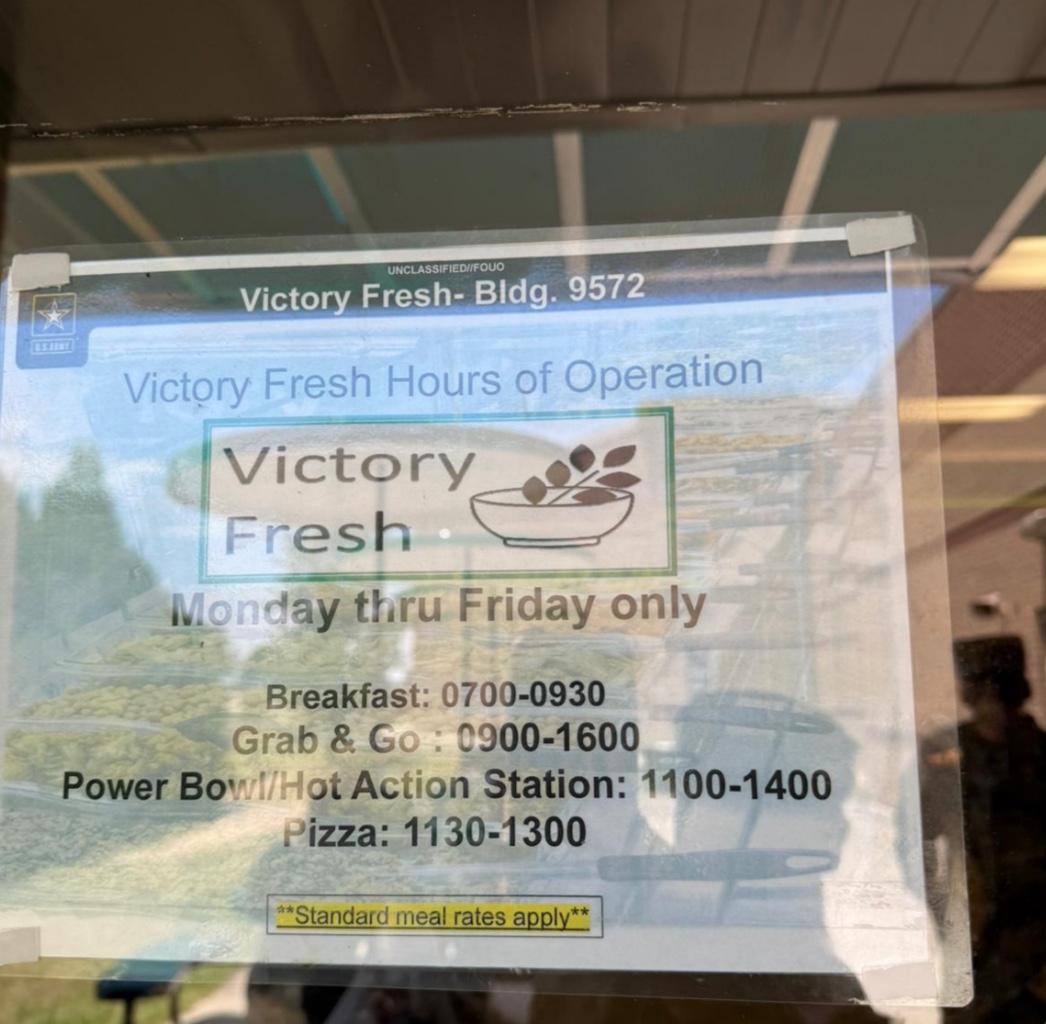 UNCLASSIFIED//FOUO
Victory Fresh- Bldg. 9572
U.S. ARMY
Victory Fresh Hours of Operation
Victory
Fresh
Monday thru Friday only
Breakfast: 0700-0930
Grab & Go : 0900-1600
Power Bowl/Hot Action Station: 1100-1400
Pizza: 1130-1300
**Standard meal rates apply**